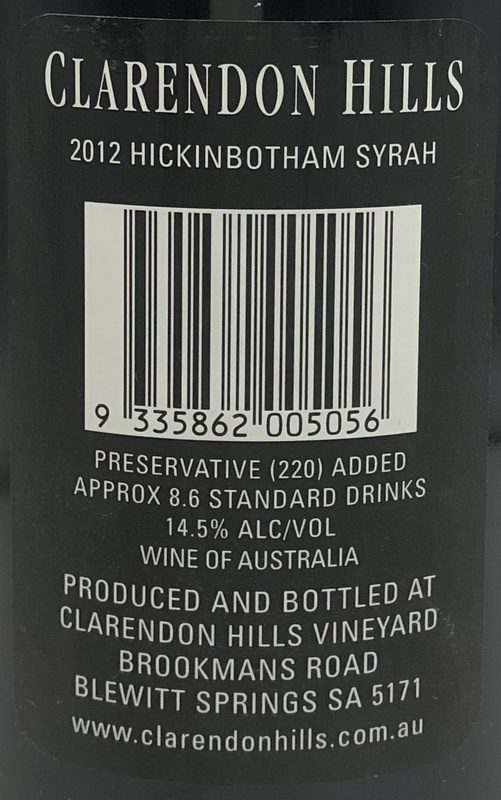 CLARENDON HILLS
2012 HICKINBOTHAM SYRAH
9 335862 005056
PRESERVATIVE (220) ADDED
APPROX 8.6 STANDARD DRINKS
14.5% ALC/VOL
WINE OF AUSTRALIA
PRODUCED AND BOTTLED AT
CLARENDON HILLS VINEYARD
BROOKMANS ROAD
BLEWITT SPRINGS SA 5171
www.clarendonhills.com.au